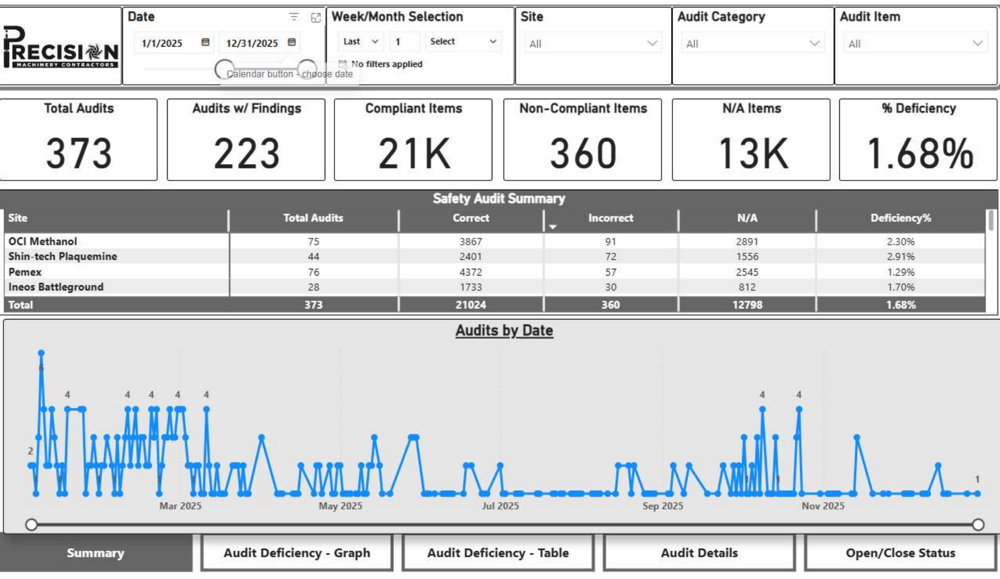 PRECISION
MACHINERY CONTRACTORS
Date
1/1/2025
12/31/2025
Calendar button - choose date
Week/Month Selection
Last
1
Select
No filters applied
Site
All
Audit Category
All
Audit Item
All
Total Audits
373
Audits w/ Findings
223
Compliant Items
21K
Non-Compliant Items
360
N/A Items
13K
% Deficiency
1.68%
Safety Audit Summary
Site Total Audits Correct Incorrect N/A Deficiency%
OCI Methanol 75 3867 91 2891 2.30%
Shin-tech Plaquemine 44 2401 72 1556 2.91%
Pemex 76 4372 57 2545 1.29%
Ineos Battleground 28 1733 30 812 1.70%
Total 373 21024 360 12798 1.68%
Audits by Date
6
4 4 4 4 4 4 4
2
1
Mar 2025 May 2025 Jul 2025 Sep 2025 Nov 2025
Summary
Audit Deficiency - Graph
Audit Deficiency - Table
Audit Details
Open/Close Status